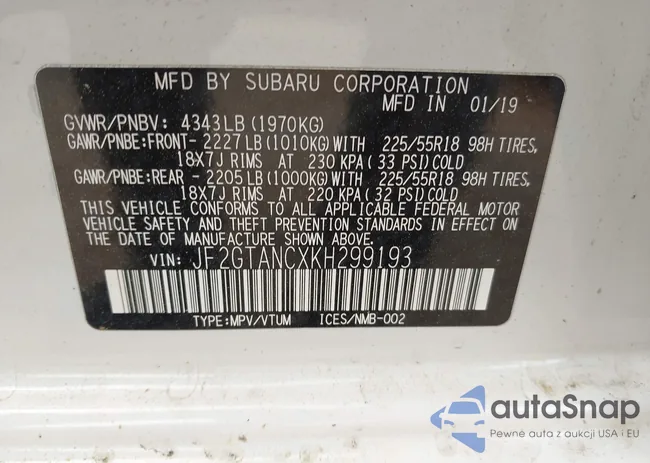 MFD BY SUBARU CORPORATION
MFD IN 01/19
GVWR/PNBV: 4343LB (1970KG)
GAWR/PNBE:FRONT- 2227LB (1010KG) WITH 225/55R18 98H TIRES,
18X7J RIMS AT 230 KPA (33 PSI) COLD
GAWR/PNBE:REAR - 2205LB (1000KG) WITH 225/55R18 98H TIRES,
18X7J RIMS AT 220 KPA (32 PSI) COLD
THIS VEHICLE CONFORMS TO ALL APPLICABLE FEDERAL MOTOR
VEHICLE SAFETY AND THEFT PREVENTION STANDARDS IN EFFECT
ON THE DATE OF MANUFACTURE SHOWN ABOVE.
VIN: JF2GTANCXKH299193
TYPE:MPV/VTUM ICES/NMB-002
autaSnap
Pewne auta z aukcji USA i EU